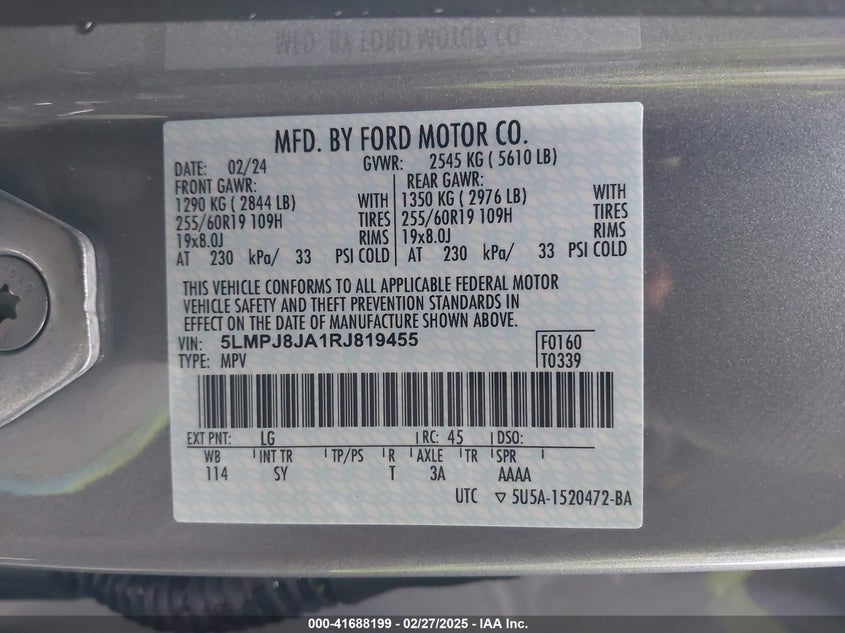 MFD. BY FORD MOTOR CO.
MFD. BY FORD MOTOR CO.
DATE: 02/24 GVWR: 2545 KG ( 5610 LB)
FRONT GAWR: REAR GAWR:
1290 KG ( 2844 LB) WITH 1350 KG ( 2976 LB) WITH
255/60R19 109H TIRES 255/60R19 109H TIRES
19x8.0J RIMS 19x8.0J RIMS
AT 230 kPa/ 33 PSI COLD AT 230 kPa/ 33 PSI COLD
THIS VEHICLE CONFORMS TO ALL APPLICABLE FEDERAL MOTOR
VEHICLE SAFETY AND THEFT PREVENTION STANDARDS IN
EFFECT ON THE DATE OF MANUFACTURE SHOWN ABOVE.
VIN: 5LMPJ8JA1RJ819455 F0160
TYPE: MPV T0339
EXT PNT: LG RC: 45 DSO:
WB INT TR TP/PS R AXLE TR SPR
114 SY T 3A AAAA
UTC ▽ 5U5A-1520472-BA
000-41688199 - 02/27/2025 - IAA Inc.